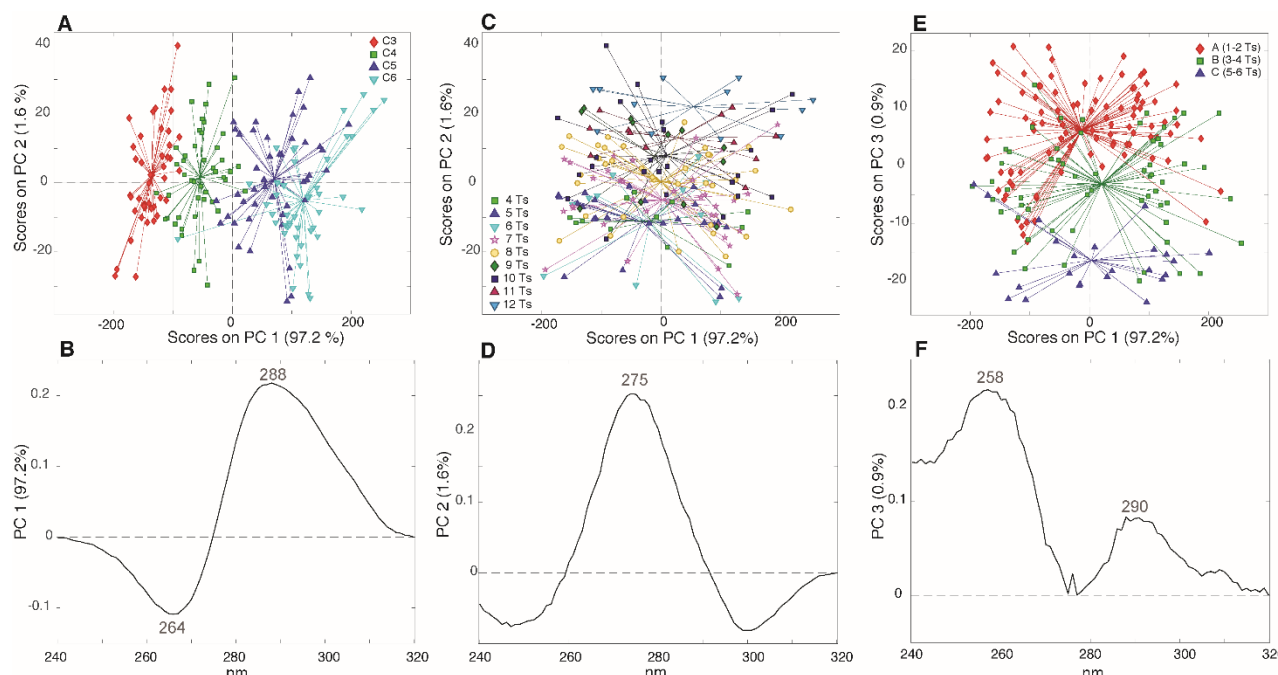 A
C
E
40
20
0
-20
Scores on PC 2 (1.6 %)
C3
C4
C5
C6
-200
0
200
Scores on PC 1 (97.2 %)
40
20
0
-20
Scores on PC 2 (1.6%)
4 Ts
5 Ts
6 Ts
7 Ts
8 Ts
9 Ts
10 Ts
11 Ts
12 Ts
-200
0
200
Scores on PC 1 (97.2%)
20
10
0
-10
-20
Scores on PC 3 (0.9%)
A (1-2 Ts)
B (3-4 Ts)
C (5-6 Ts)
-200
0
200
Scores on PC 1 (97.2%)
B
D
F
0.2
0.1
0
-0.1
PC 1 (97.2%)
288
264
240
260
280
300
320
nm
0.2
0.1
0
PC 2 (1.6%)
275
240
260
280
300
320
nm
0.2
0.1
0
PC 3 (0.9%)
258
290
240
260
280
300
320
nm